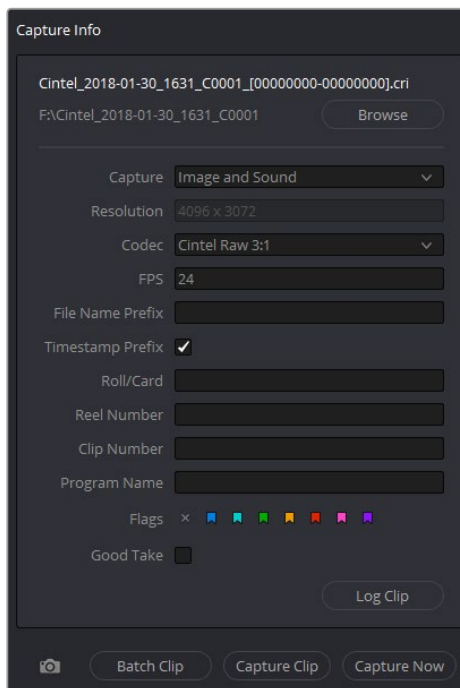 Capture Info
Cintel_2018-01-30_1631_C0001_[00000000-00000000].cri
F:\Cintel_2018-01-30_1631_C0001
Browse
Capture Image and Sound
Resolution 4096 x 3072
Codec Cintel Raw 3:1
FPS 24
File Name Prefix
Timestamp Prefix
Roll/Card
Reel Number
Clip Number
Program Name
Flags
Good Take
Log Clip
Batch Clip Capture Clip Capture Now